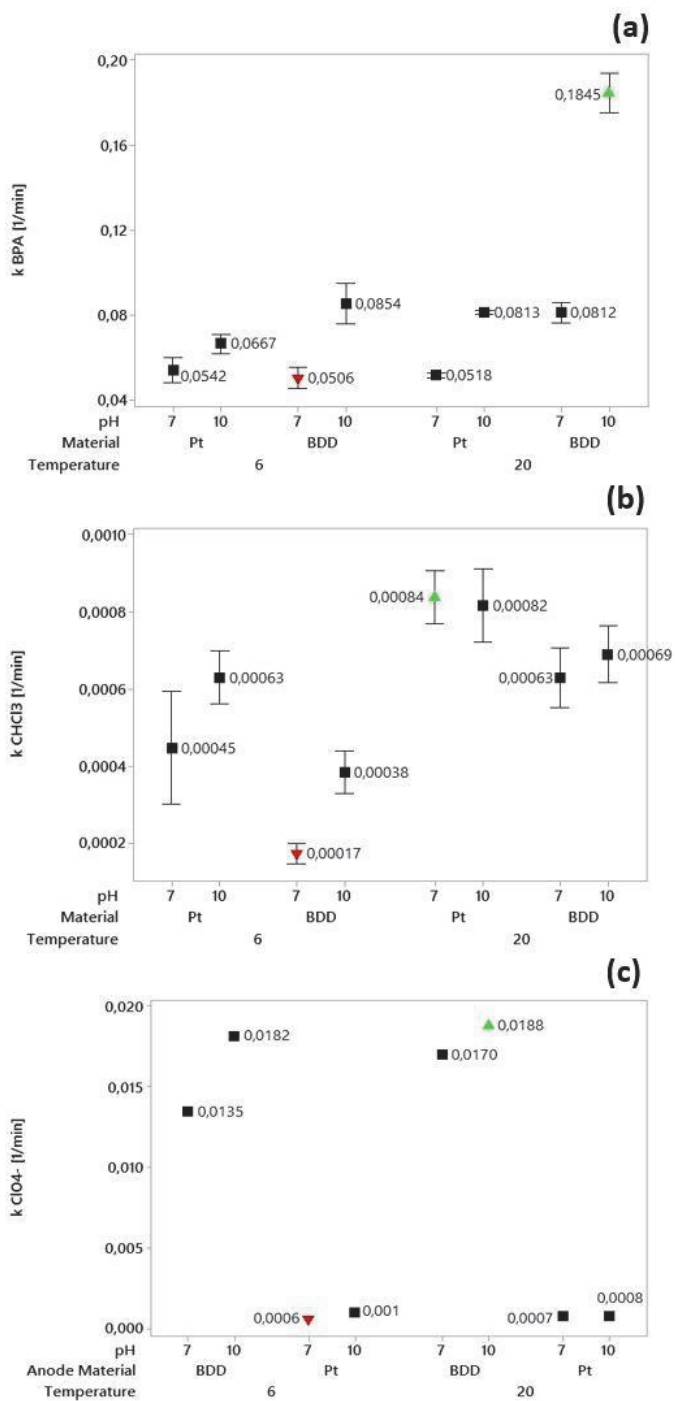 (a)
0,20
0,1845
0,16
k BPA [1/min]
0,12
0,0854
0,0813
0,0812
0,08
0,0667
0,0542
0,0506
0,0518
0,04
pH 7 10 7 10 7 10 7 10
Material Pt BDD Pt BDD
Temperature 6 20
(b)
0,0010
0,00084
0,00082
0,0008
k CHCl3 [1/min]
0,00063
0,00063
0,00069
0,0006
0,00045
0,0004
0,00038
0,0002
0,00017
pH 7 10 7 10 7 10 7 10
Material Pt BDD Pt BDD
Temperature 6 20
(c)
0,020
0,0182
0,0188
0,0170
0,015
0,0135
k ClO4- [1/min]
0,010
0,005
0,0006
0,001
0,0007
0,0008
0,000
pH 7 10 7 10 7 10 7 10
Anode Material BDD Pt BDD Pt
Temperature 6 20